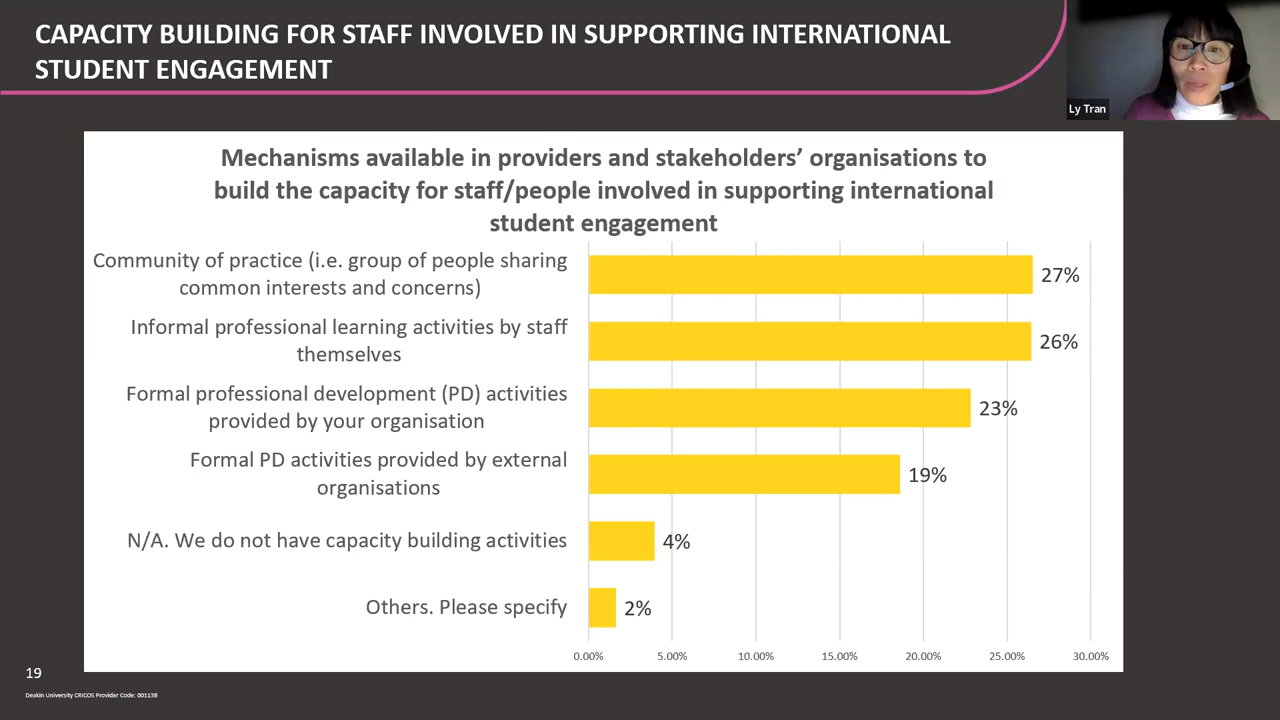 CAPACITY BUILDING FOR STAFF INVOLVED IN SUPPORTING INTERNATIONAL
STUDENT ENGAGEMENT
Ly Tran
Mechanisms available in providers and stakeholders' organisations to
build the capacity for staff/people involved in supporting international
student engagement
Community of practice (i.e. group of people sharing
common interests and concerns)
27%
Informal professional learning activities by staff
themselves
26%
Formal professional development (PD) activities
provided by your organisation
23%
Formal PD activities provided by external
organisations
19%
N/A. We do not have capacity building activities
4%
Others. Please specify
2%
0.00% 5.00% 10.00% 15.00% 20.00% 25.00% 30.00%
19
Deakin University CRICOS Provider Code: 00113B